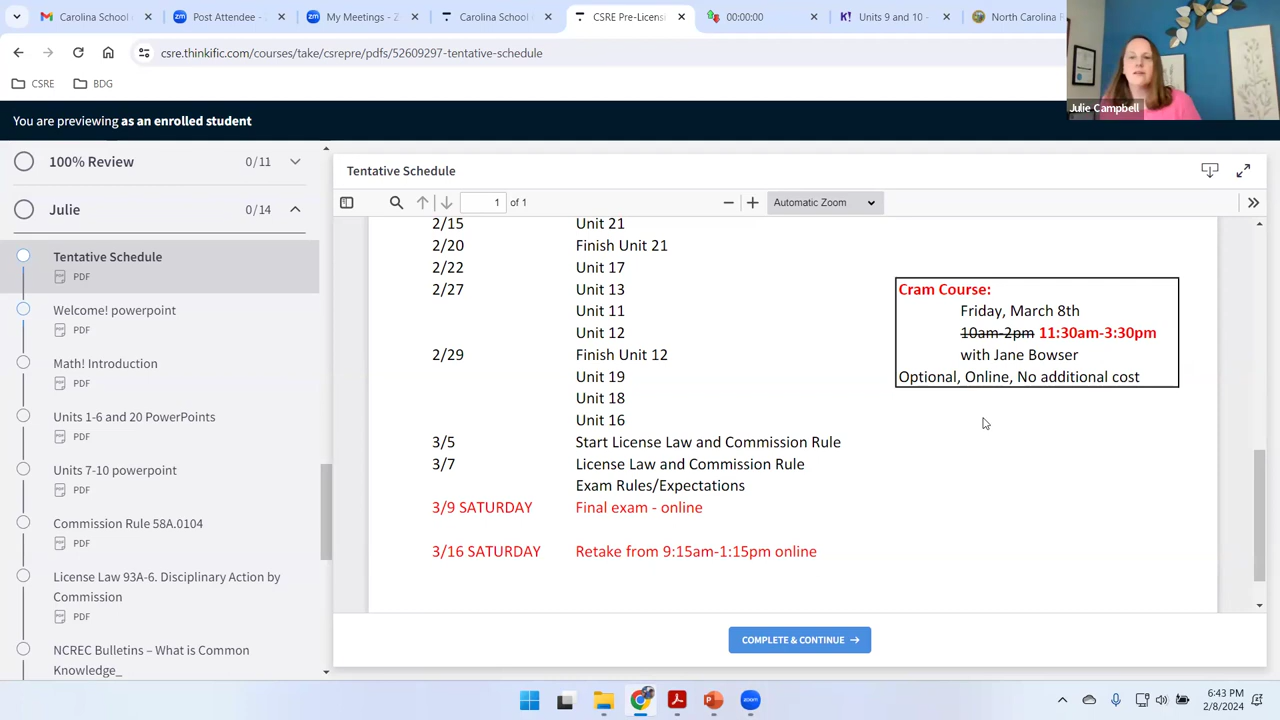 Carolina School
Post Attendee -
My Meetings - Z
Carolina School
CSRE Pre-Licens
00:00:00
Units 9 and 10 -
North Carolina R
csre.thinkific.com/courses/take/csrepre/pdfs/52609297-tentative-schedule
CSRE
BDG
Julie Campbell
You are previewing as an enrolled student
100% Review 0/11
Julie 0/14
Tentative Schedule
PDF
Welcome! powerpoint
PDF
Math! Introduction
PDF
Units 1-6 and 20 PowerPoints
PDF
Units 7-10 powerpoint
PDF
Commission Rule 58A.0104
PDF
License Law 93A-6. Disciplinary Action by
Commission
PDF
NCREC Bulletins – What is Common
Knowledge_
Tentative Schedule
1 of 1
Automatic Zoom
2/15 Unit 21
2/20 Finish Unit 21
2/22 Unit 17
2/27 Unit 13
Unit 11
Unit 12
2/29 Finish Unit 12
Unit 19
Unit 18
Unit 16
3/5 Start License Law and Commission Rule
3/7 License Law and Commission Rule
Exam Rules/Expectations
3/9 SATURDAY Final exam - online
3/16 SATURDAY Retake from 9:15am-1:15pm online
Cram Course:
Friday, March 8th
10am-2pm 11:30am-3:30pm
with Jane Bowser
Optional, Online, No additional cost
COMPLETE & CONTINUE →
6:43 PM
2/8/2024